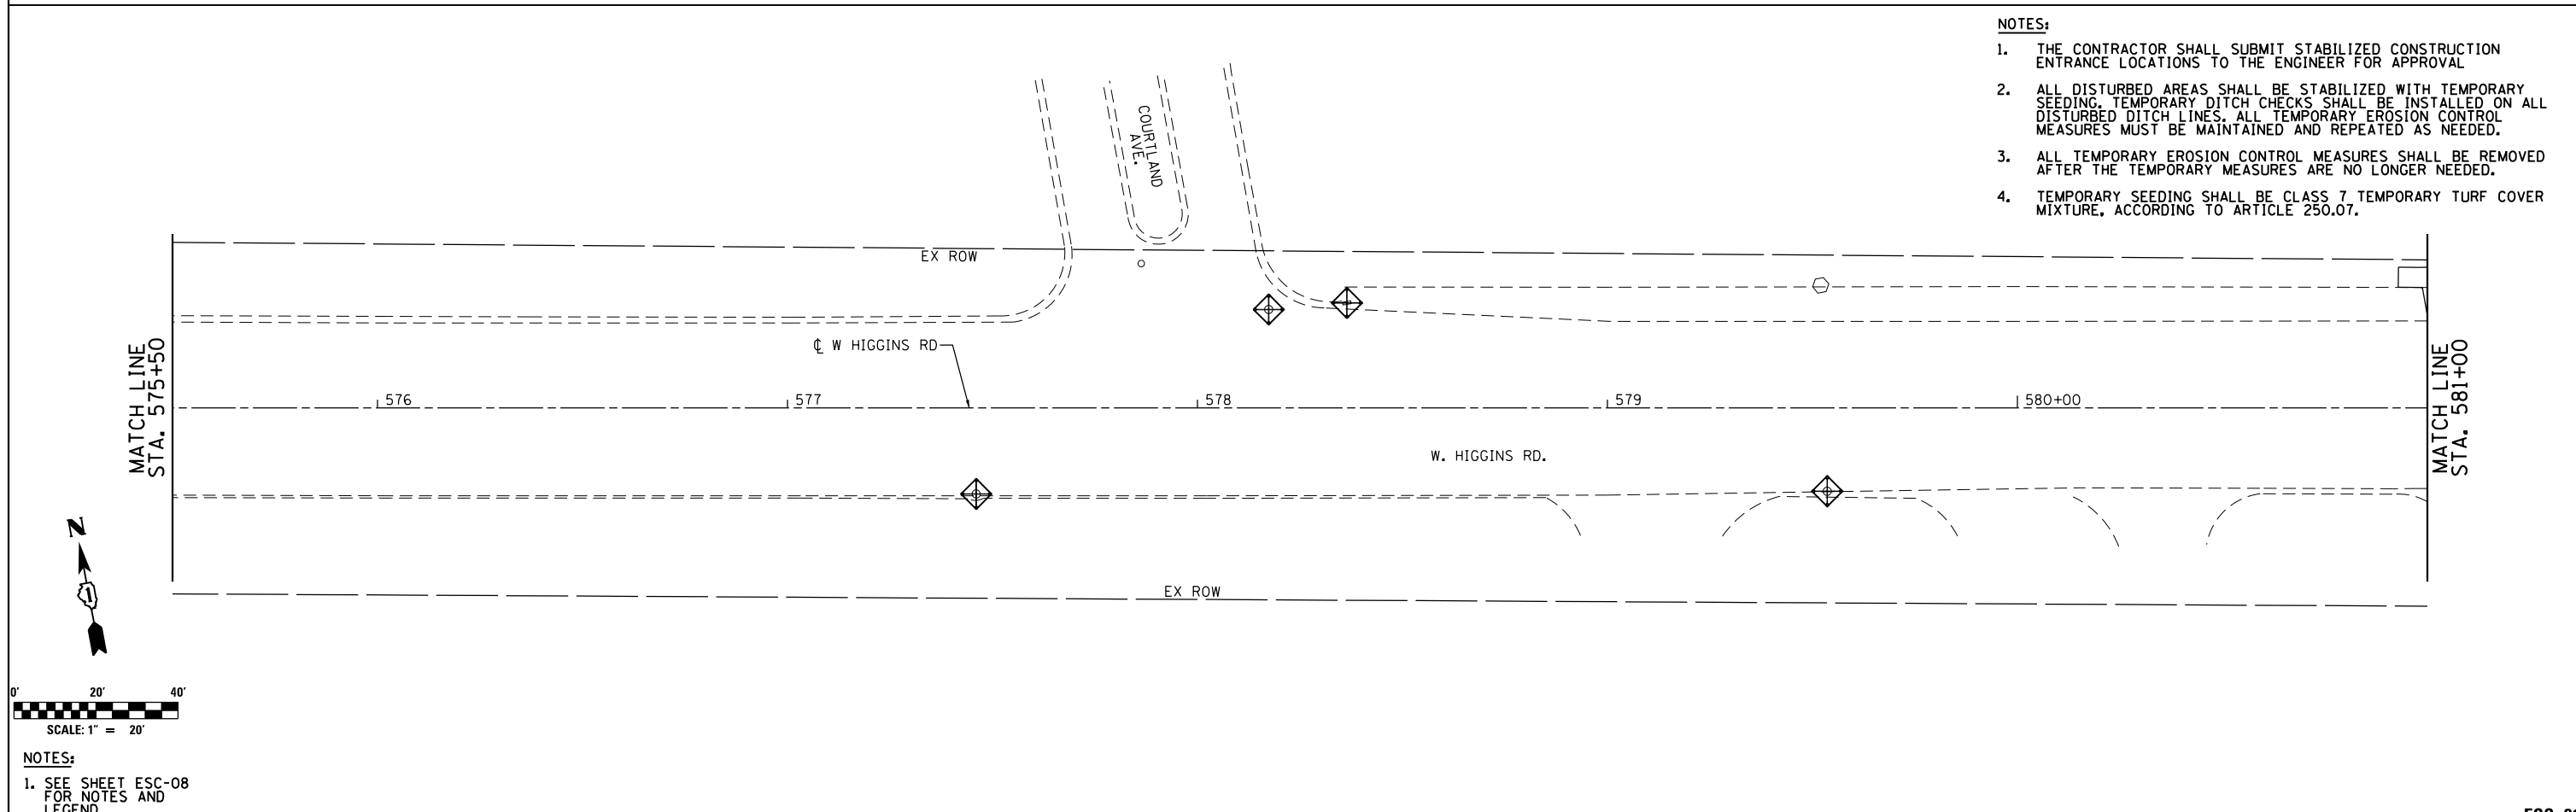 NOTES:
1. THE CONTRACTOR SHALL SUBMIT STABILIZED CONSTRUCTION
ENTRANCE LOCATIONS TO THE ENGINEER FOR APPROVAL
2. ALL DISTURBED AREAS SHALL BE STABILIZED WITH TEMPORARY
SEEDING. TEMPORARY DITCH CHECKS SHALL BE INSTALLED ON ALL
DISTURBED DITCH LINES. ALL TEMPORARY EROSION CONTROL
MEASURES MUST BE MAINTAINED AND REPEATED AS NEEDED.
3. ALL TEMPORARY EROSION CONTROL MEASURES SHALL BE REMOVED
AFTER THE TEMPORARY MEASURES ARE NO LONGER NEEDED.
4. TEMPORARY SEEDING SHALL BE CLASS 7 TEMPORARY TURF COVER
MIXTURE, ACCORDING TO ARTICLE 250.07.
COURTLAND
AVE.
EX ROW
℄ W HIGGINS RD
MATCH LINE
STA. 575+50
576
577
578
579
580+00
MATCH LINE
STA. 581+00
W. HIGGINS RD.
EX ROW
N
1
0' 20' 40'
SCALE: 1" = 20'
NOTES:
1. SEE SHEET ESC-08
FOR NOTES AND
LEGEND